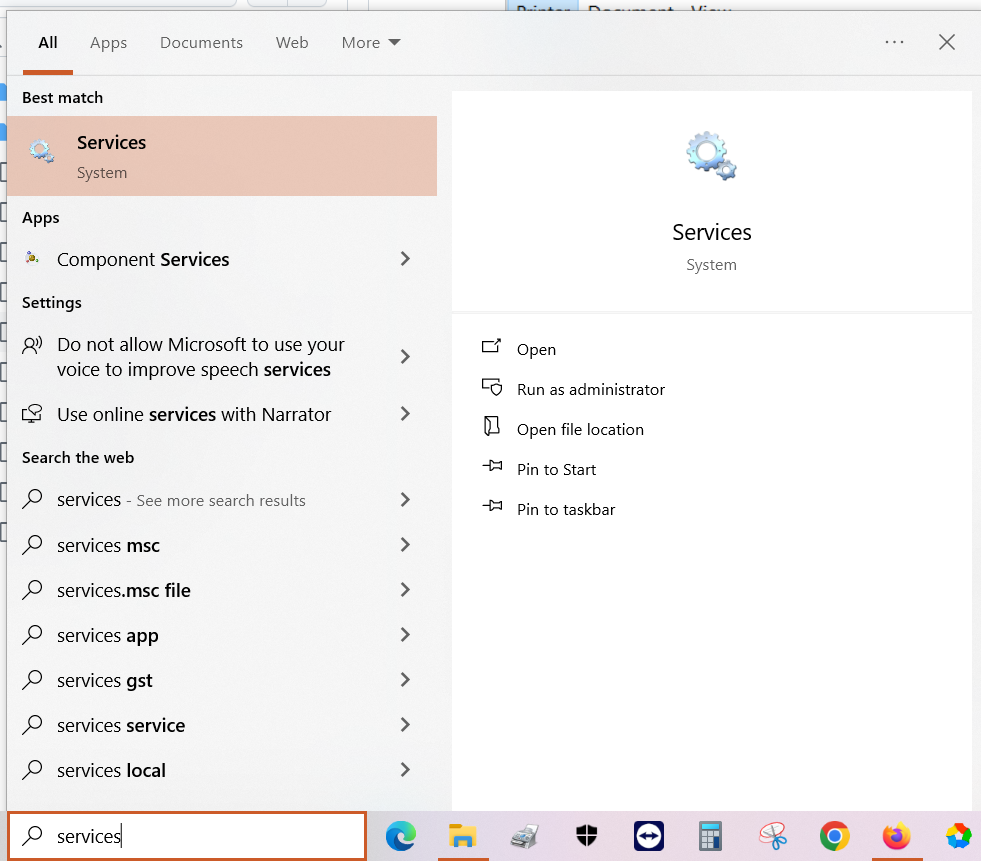 Printer Document View
All Apps Documents Web More
Best match
Services
System
Apps
Component Services
Settings
Do not allow Microsoft to use your
voice to improve speech services
Use online services with Narrator
Search the web
services - See more search results
services msc
services.msc file
services app
services gst
services service
services local
services
Services
System
Open
Run as administrator
Open file location
Pin to Start
Pin to taskbar